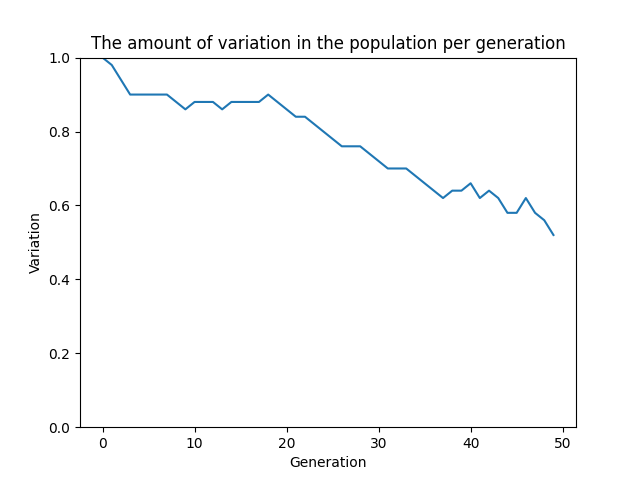 The amount of variation in the population per generation
1.0
0.8
0.6
0.4
0.2
0.0
Variation
0 10 20 30 40 50
Generation